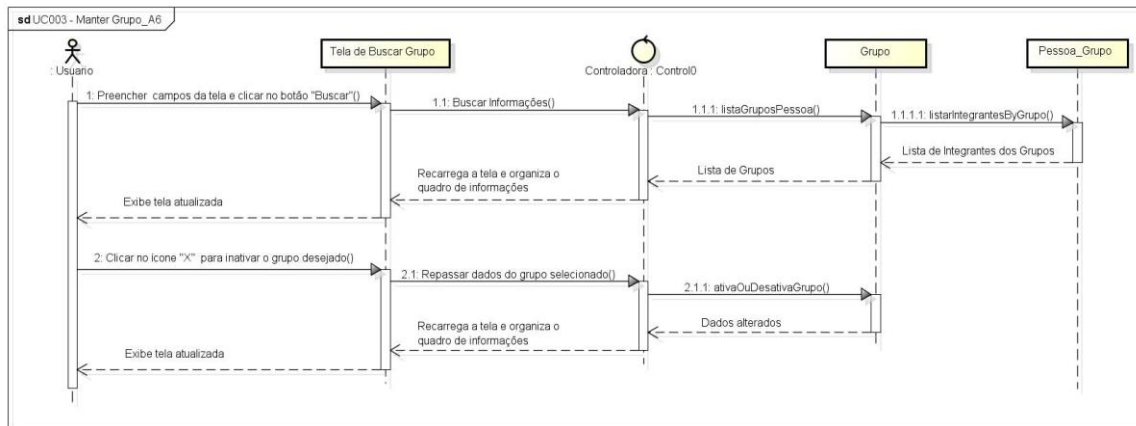 sd UC003 - Manter Grupo_A6
: Usuario
Tela de Buscar Grupo
Controladora : Control0
Grupo
Pessoa_Grupo
1: Preencher campos da tela e clicar no botão "Buscar"()
1.1: Buscar Informações()
1.1.1: listaGruposPessoa()
1.1.1.1: listarIntegrantesByGrupo()
Lista de Integrantes dos Grupos
Lista de Grupos
Recarrega a tela e organiza o
quadro de informações
Exibe tela atualizada
2: Clicar no ícone "X" para inativar o grupo desejado()
2.1: Repassar dados do grupo selecionado()
2.1.1: ativaOuDesativaGrupo()
Dados alterados
Recarrega a tela e organiza o
quadro de informações
Exibe tela atualizada